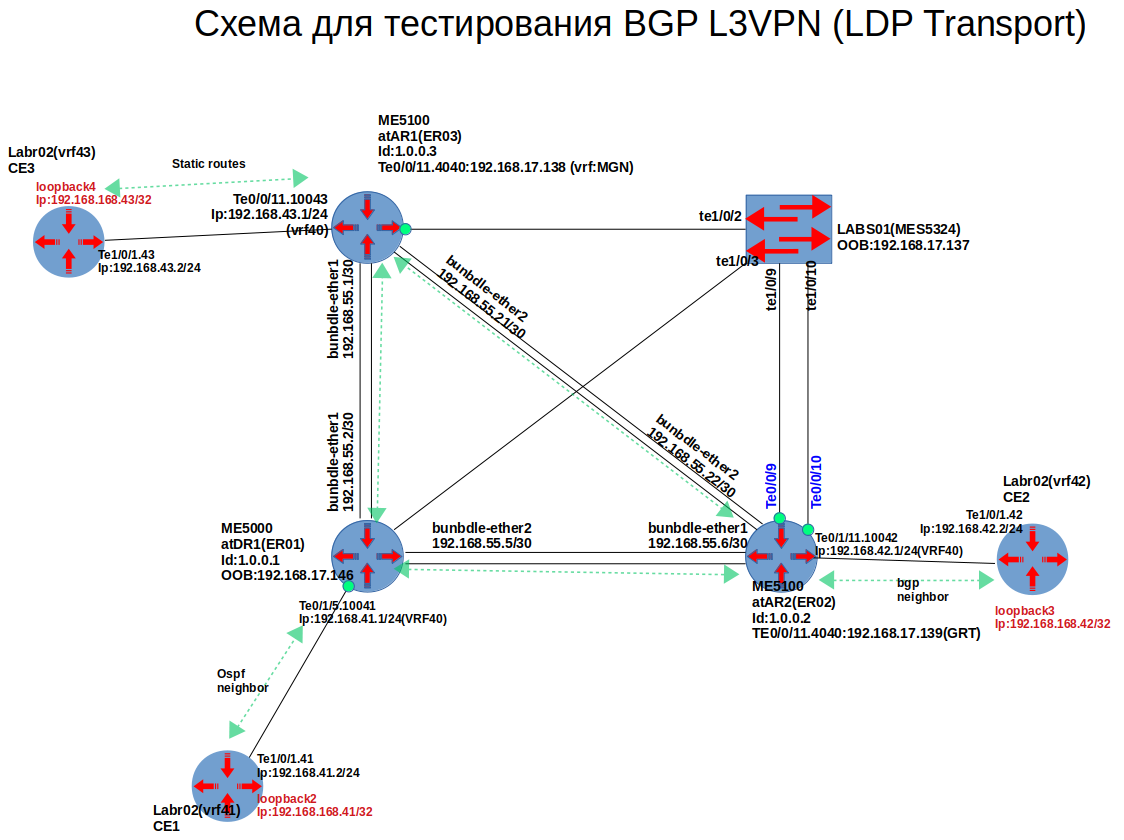 Схема для тестирования BGP L3VPN (LDP Transport)
ME5100
atAR1(ER03)
Id:1.0.0.3
Te0/0/11.4040:192.168.17.138 (vrf:MGN)
Labr02(vrf43)
CE3
loopback4
Ip:192.168.168.43/32
Static routes
Te0/0/11.10043
Ip:192.168.43.1/24
(vrf40)
Te1/0/1.43
Ip:192.168.43.2/24
te1/0/2
LABS01(MES5324)
OOB:192.168.17.137
te1/0/3
te1/0/9
te1/0/10
bunbdle-ether1
192.168.55.1/30
bunbdle-ether2
192.168.55.21/30
bunbdle-ether1
192.168.55.2/30
bunbdle-ether2
192.168.55.22/30
Te0/0/9
Te0/0/10
Labr02(vrf42)
CE2
Te1/0/1.42
Ip:192.168.42.2/24
ME5000
atDR1(ER01)
Id:1.0.0.1
OOB:192.168.17.146
bunbdle-ether2
192.168.55.5/30
bunbdle-ether1
192.168.55.6/30
Te0/1/11.10042
Ip:192.168.42.1/24(VRF40)
ME5100
atAR2(ER02)
Id:1.0.0.2
TE0/0/11.4040:192.168.17.139(GRT)
bgp
neighbor
loopback3
Ip:192.168.168.42/32
Te0/1/5.10041
Ip:192.168.41.1/24(VRF40)
Ospf
neighbor
Te1/0/1.41
Ip:192.168.41.2/24
loopback2
Ip:192.168.168.41/32
Labr02(vrf41)
CE1